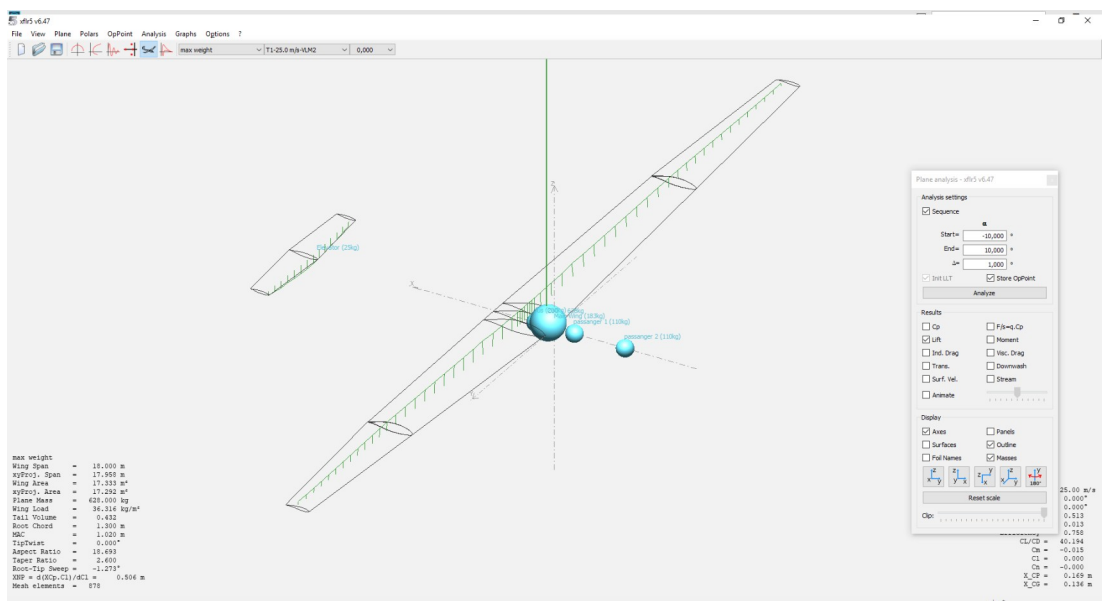 xflr5 v6.47
File View Plane Polars OpPoint Analysis Graphs Options ?
max weight T1-25.0 m/s-VLM2 0,000
Z
X
Elevator (25kg)
passanger 1 (110kg)
passanger 2 (110kg)
Plane analysis - xflr5 v6.47
Analysis settings
Sequence
α
Start= -10,000 °
End= 10,000 °
Δ= 1,000 °
Init LLT Store OpPoint
Analyze
Results
Cp F/s=q.Cp
Lift Moment
Ind. Drag Visc. Drag
Trans. Downwash
Surf. Vel. Stream
Animate
Display
Axes Panels
Surfaces Outline
Foil Names Masses
Reset scale
Clip:
max weight
Wing Span = 18.000 m
xyProj. Span = 17.958 m
Wing Area = 17.333 m²
xyProj. Area = 17.292 m²
Plane Mass = 628.000 kg
Wing Load = 36.316 kg/m²
Tail Volume = 0.432
Root Chord = 1.300 m
MAC = 1.020 m
TipTwist = 0.000°
Aspect Ratio = 18.693
Taper Ratio = 2.600
Root-Tip Sweep = -1.273°
XNP = d(XCp.Cl)/dCl = 0.506 m
Mesh elements = 878
25.00 m/s
0.000°
0.000°
0.513
0.013
0.758
CL/CD = 40.194
Cm = -0.015
Cl = 0.000
Cn = -0.000
X_CP = 0.169 m
X_CG = 0.136 m